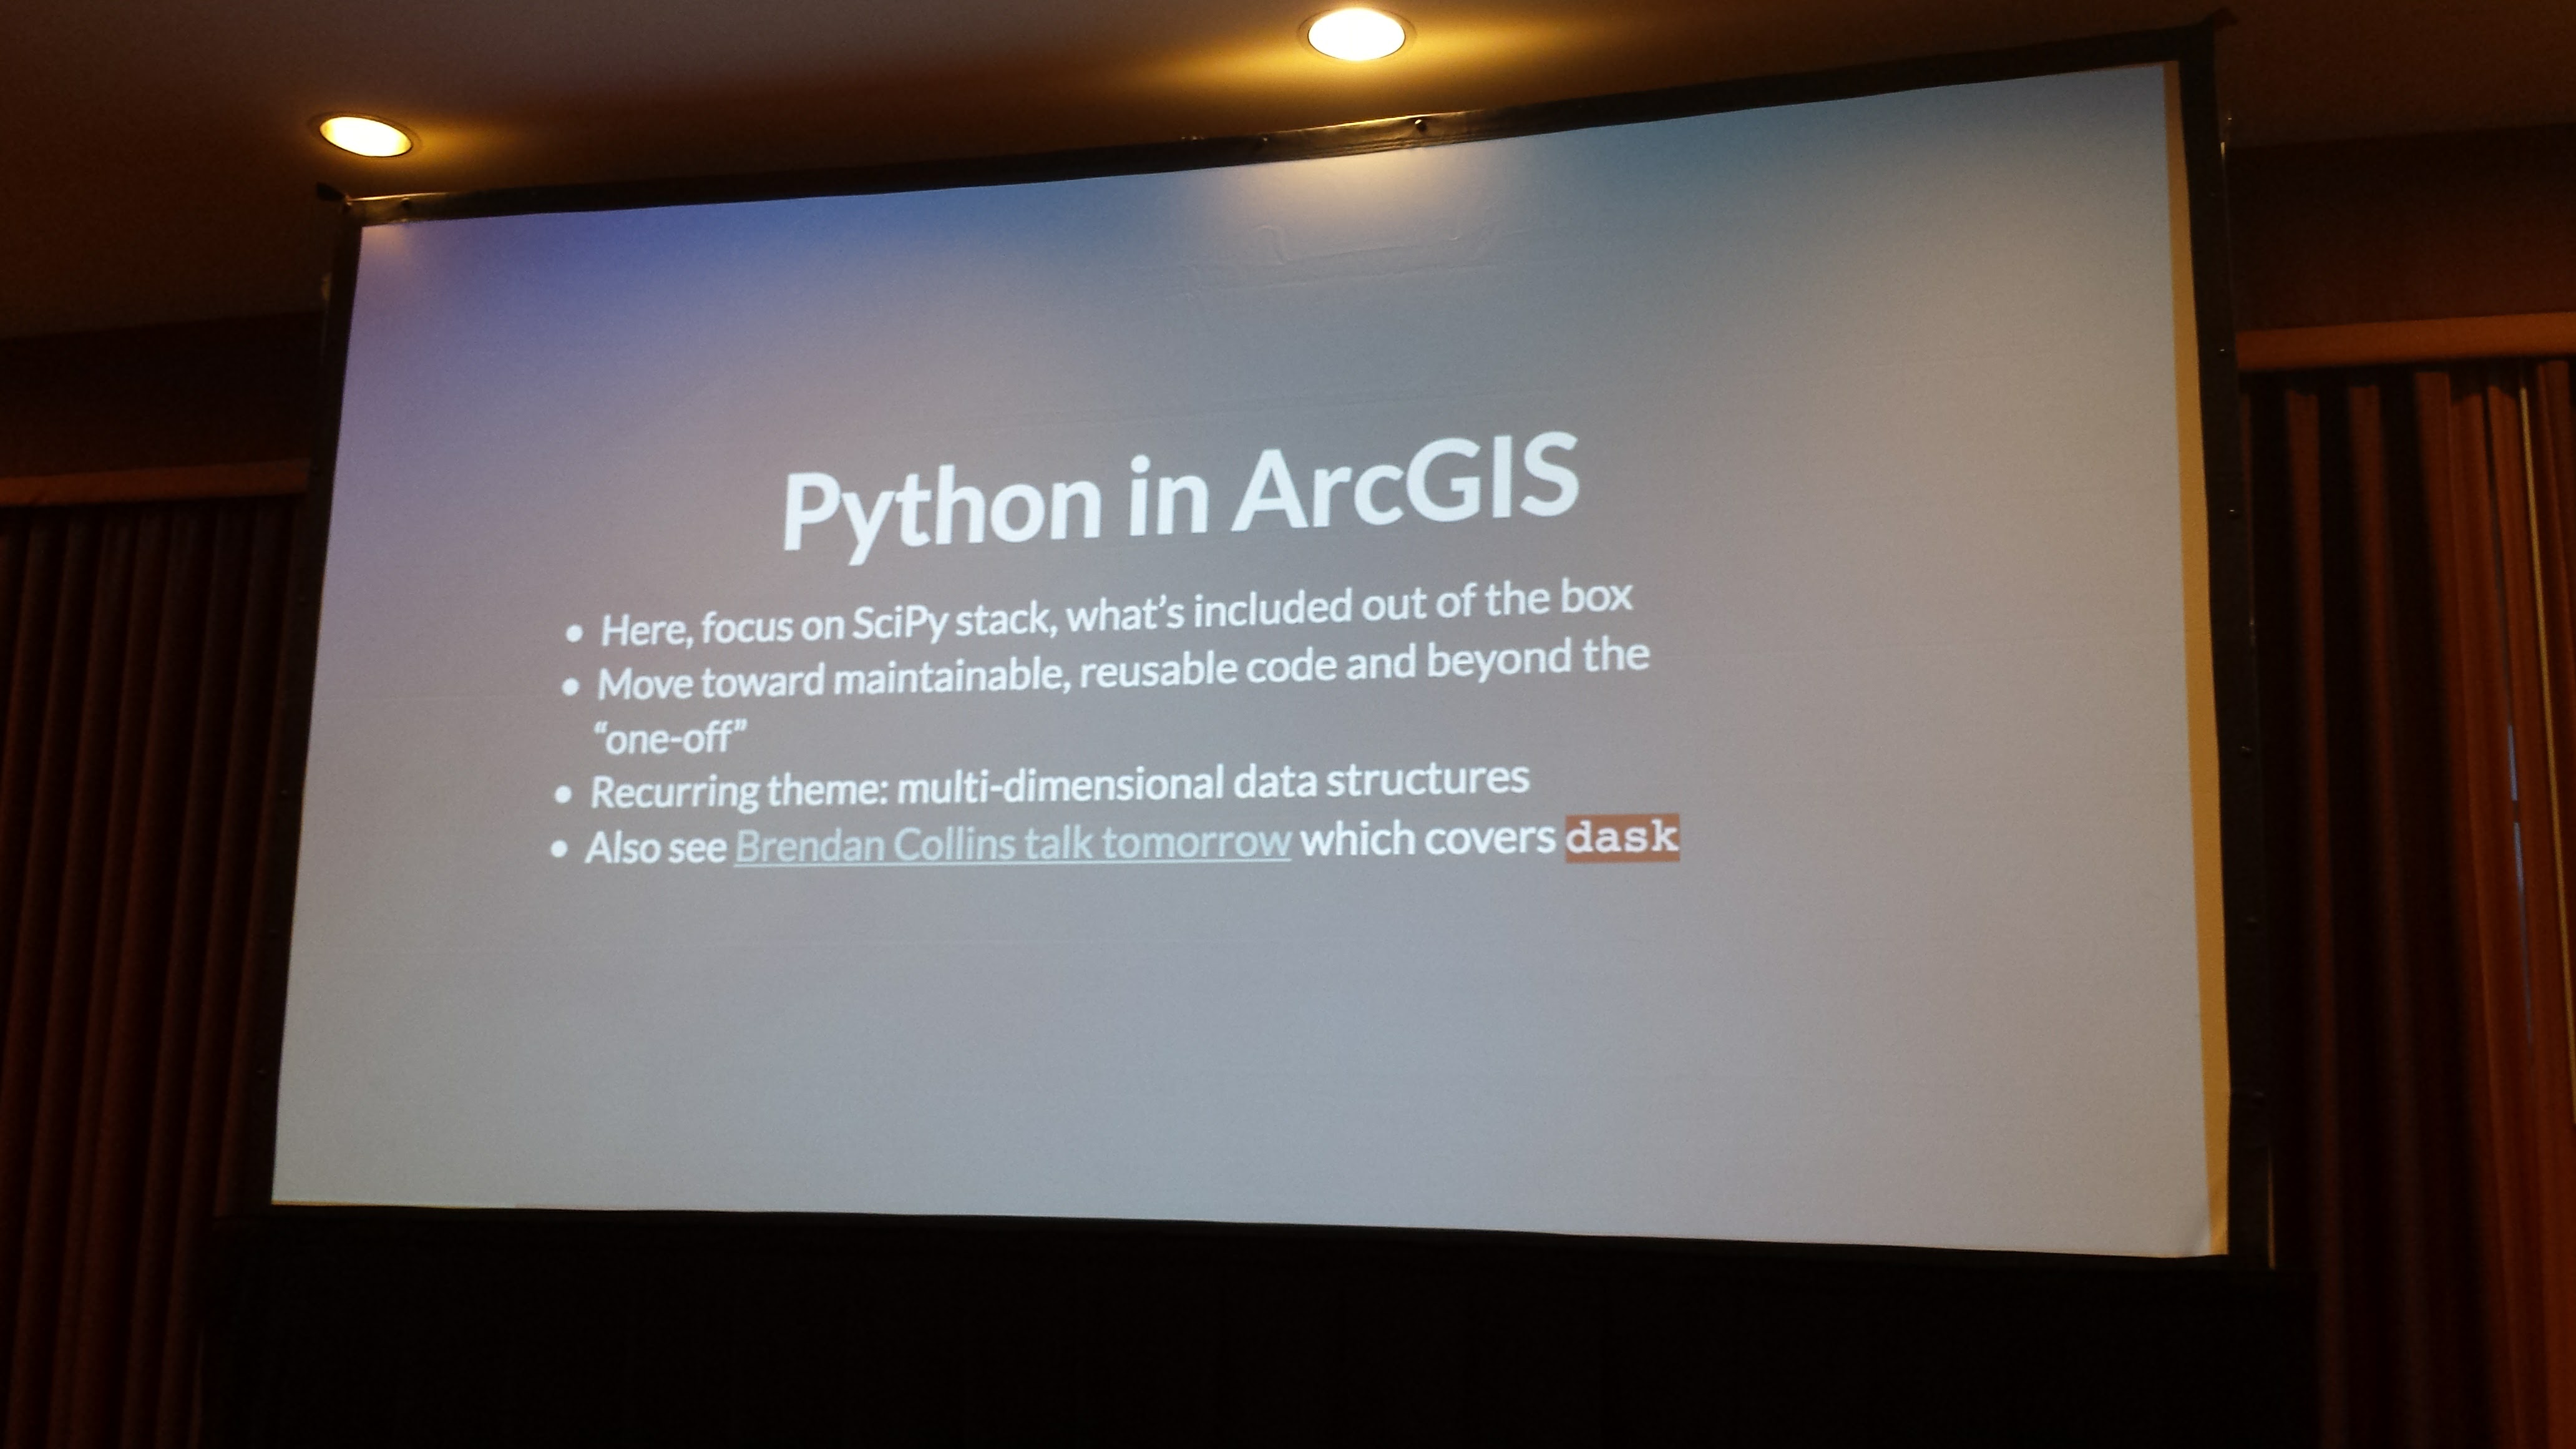 Python in ArcGIS
• Here, focus on SciPy stack, what’s included out of the box
• Move toward maintainable, reusable code and beyond the
“one-off”
• Recurring theme: multi-dimensional data structures
• Also see Brendan Collins talk tomorrow which covers dask